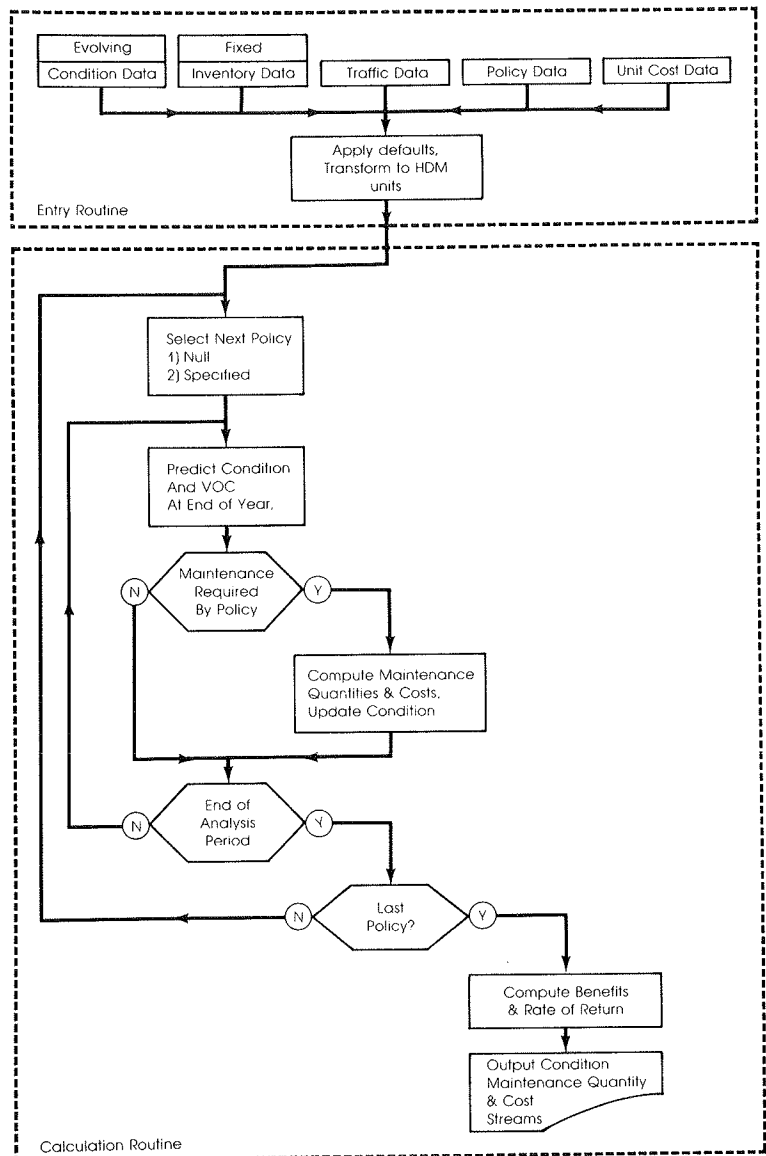 Evolving
Condition Data
Fixed
Inventory Data
Traffic Data
Policy Data
Unit Cost Data
Apply defaults,
Transform to HDM
units
Entry Routine
Select Next Policy
1) Null
2) Specified
Predict Condition
And VOC
At End of Year,
N
Maintenance
Required
By Policy
Y
Compute Maintenance
Quantities & Costs,
Update Condition
N
End of
Analysis
Period
Y
N
Last
Policy?
Y
Compute Benefits
& Rate of Return
Output Condition
Maintenance Quantity
& Cost
Streams
Calculation Routine